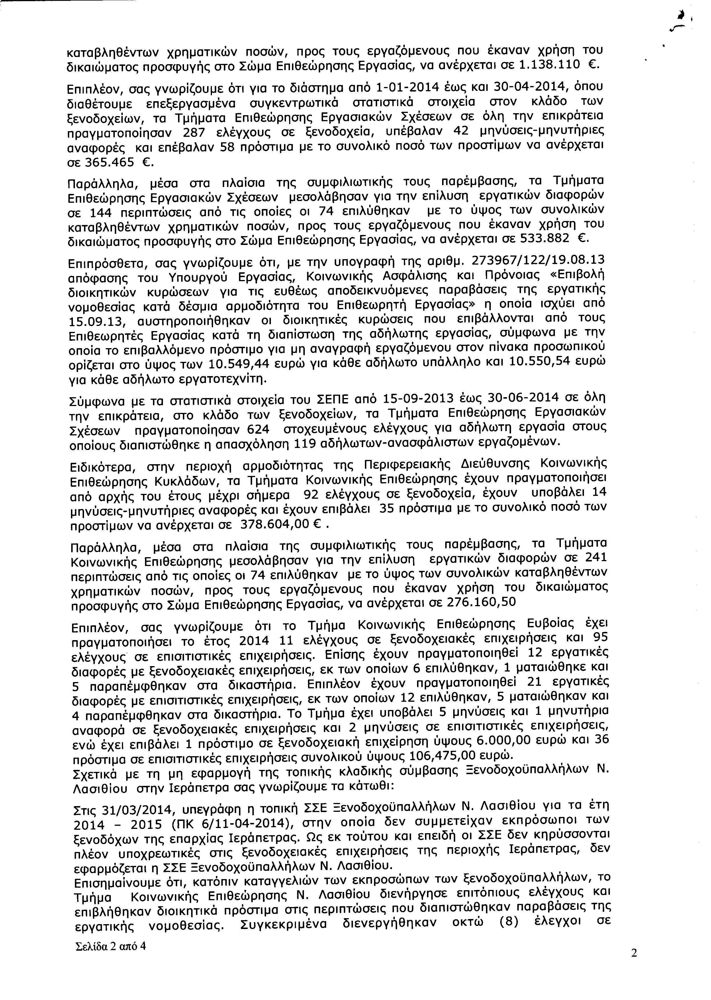 καταβληθέντων χρηματικών ποσών, προς τους εργαζόμενους που έκαναν χρήση του
δικαιώματος προσφυγής στο Σώμα Επιθεώρησης Εργασίας, να ανέρχεται σε 1.138.110 €.
Επιπλέον, σας γνωρίζουμε ότι για το διάστημα από 1-01-2014 έως και 30-04-2014, όπου
διαθέτουμε επεξεργασμένα συγκεντρωτικά στατιστικά στοιχεία στον κλάδο των
ξενοδοχείων, τα Τμήματα Επιθεώρησης Εργασιακών Σχέσεων σε όλη την επικράτεια
πραγματοποίησαν 287 ελέγχους σε ξενοδοχεία, υπέβαλαν 42 μηνύσεις-μηνυτήριες
αναφορές και επέβαλαν 58 πρόστιμα με το συνολικό ποσό των προστίμων να ανέρχεται
σε 365.465 €.
Παράλληλα, μέσα στα πλαίσια της συμφιλιωτικής τους παρέμβασης, τα Τμήματα
Επιθεώρησης Εργασιακών Σχέσεων μεσολάβησαν για την επίλυση εργατικών διαφορών
σε 144 περιπτώσεις από τις οποίες οι 74 επιλύθηκαν με το ύψος των συνολικών
καταβληθέντων χρηματικών ποσών, προς τους εργαζόμενους που έκαναν χρήση του
δικαιώματος προσφυγής στο Σώμα Επιθεώρησης Εργασίας, να ανέρχεται σε 533.882 €.
Επιπρόσθετα, σας γνωρίζουμε ότι, με την υπογραφή της αριθμ. 273967/122/19.08.13
απόφασης του Υπουργού Εργασίας, Κοινωνικής Ασφάλισης και Πρόνοιας «Επιβολή
διοικητικών κυρώσεων για τις ευθέως αποδεικνυόμενες παραβάσεις της εργατικής
νομοθεσίας κατά δέσμια αρμοδιότητα του Επιθεωρητή Εργασίας» η οποία ισχύει από
15.09.13, αυστηροποιήθηκαν οι διοικητικές κυρώσεις που επιβάλλονται από τους
Επιθεωρητές Εργασίας κατά τη διαπίστωση της αδήλωτης εργασίας, σύμφωνα με την
οποία το επιβαλλόμενο πρόστιμο για μη αναγραφή εργαζόμενου στον πίνακα προσωπικού
ορίζεται στο ύψος των 10.549,44 ευρώ για κάθε αδήλωτο υπάλληλο και 10.550,54 ευρώ
για κάθε αδήλωτο εργατοτεχνίτη.
Σύμφωνα με τα στατιστικά στοιχεία του ΣΕΠΕ από 15-09-2013 έως 30-06-2014 σε όλη
την επικράτεια, στο κλάδο των ξενοδοχείων, τα Τμήματα Επιθεώρησης Εργασιακών
Σχέσεων πραγματοποίησαν 624 στοχευμένους ελέγχους για αδήλωτη εργασία στους
οποίους διαπιστώθηκε η απασχόληση 119 αδήλωτων-ανασφάλιστων εργαζομένων.
Ειδικότερα, στην περιοχή αρμοδιότητας της Περιφερειακής Διεύθυνσης Κοινωνικής
Επιθεώρησης Κυκλάδων, τα Τμήματα Κοινωνικής Επιθεώρησης έχουν πραγματοποιήσει
από αρχής του έτους μέχρι σήμερα 92 ελέγχους σε ξενοδοχεία, έχουν υποβάλει 14
μηνύσεις-μηνυτήριες αναφορές και έχουν επιβάλει 35 πρόστιμα με το συνολικό ποσό των
προστίμων να ανέρχεται σε 378.604,00 € .
Παράλληλα, μέσα στα πλαίσια της συμφιλιωτικής τους παρέμβασης, τα Τμήματα
Κοινωνικής Επιθεώρησης μεσολάβησαν για την επίλυση εργατικών διαφορών σε 241
περιπτώσεις από τις οποίες οι 74 επιλύθηκαν με το ύψος των συνολικών καταβληθέντων
χρηματικών ποσών, προς τους εργαζόμενους που έκαναν χρήση του δικαιώματος
προσφυγής στο Σώμα Επιθεώρησης Εργασίας, να ανέρχεται σε 276.160,50
Επιπλέον, σας γνωρίζουμε ότι το Τμήμα Κοινωνικής Επιθεώρησης Ευβοίας έχει
πραγματοποιήσει το έτος 2014 11 ελέγχους σε ξενοδοχειακές επιχειρήσεις και 95
ελέγχους σε επισιτιστικές επιχειρήσεις. Επίσης έχουν πραγματοποιηθεί 12 εργατικές
διαφορές με ξενοδοχειακές επιχειρήσεις, εκ των οποίων 6 επιλύθηκαν, 1 ματαιώθηκε και
5 παραπέμφθηκαν στα δικαστήρια. Επιπλέον έχουν πραγματοποιηθεί 21 εργατικές
διαφορές με επισιτιστικές επιχειρήσεις, εκ των οποίων 12 επιλύθηκαν, 5 ματαιώθηκαν και
4 παραπέμφθηκαν στα δικαστήρια. Το Τμήμα έχει υποβάλει 5 μηνύσεις και 1 μηνυτήρια
αναφορά σε ξενοδοχειακές επιχειρήσεις και 2 μηνύσεις σε επισιτιστικές επιχειρήσεις,
ενώ έχει επιβάλει 1 πρόστιμο σε ξενοδοχειακή επιχείρηση ύψους 6.000,00 ευρώ και 36
πρόστιμα σε επισιτιστικές επιχειρήσεις συνολικού ύψους 106,475,00 ευρώ.
Σχετικά με τη μη εφαρμογή της τοπικής κλαδικής σύμβασης Ξενοδοχοϋπαλλήλων Ν.
Λασιθίου στην Ιεράπετρα σας γνωρίζουμε τα κάτωθι:
Στις 31/03/2014, υπεγράφη η τοπική ΣΣΕ Ξενοδοχοϋπαλλήλων Ν. Λασιθίου για τα έτη
2014 – 2015 (ΠΚ 6/11-04-2014), στην οποία δεν συμμετείχαν εκπρόσωποι των
ξενοδόχων της επαρχίας Ιεράπετρας. Ως εκ τούτου και επειδή οι ΣΣΕ δεν κηρύσσονται
πλέον υποχρεωτικές στις ξενοδοχειακές επιχειρήσεις της περιοχής Ιεράπετρας, δεν
εφαρμόζεται η ΣΣΕ Ξενοδοχοϋπαλλήλων Ν. Λασιθίου.
Επισημαίνουμε ότι, κατόπιν καταγγελιών των εκπροσώπων των ξενοδοχοϋπαλλήλων, το
Τμήμα Κοινωνικής Επιθεώρησης Ν. Λασιθίου διενήργησε επιτόπιους ελέγχους και
επιβλήθηκαν διοικητικά πρόστιμα στις περιπτώσεις που διαπιστώθηκαν παραβάσεις της
εργατικής νομοθεσίας. Συγκεκριμένα διενεργήθηκαν οκτώ (8) έλεγχοι σε
Σελίδα 2 από 4
2